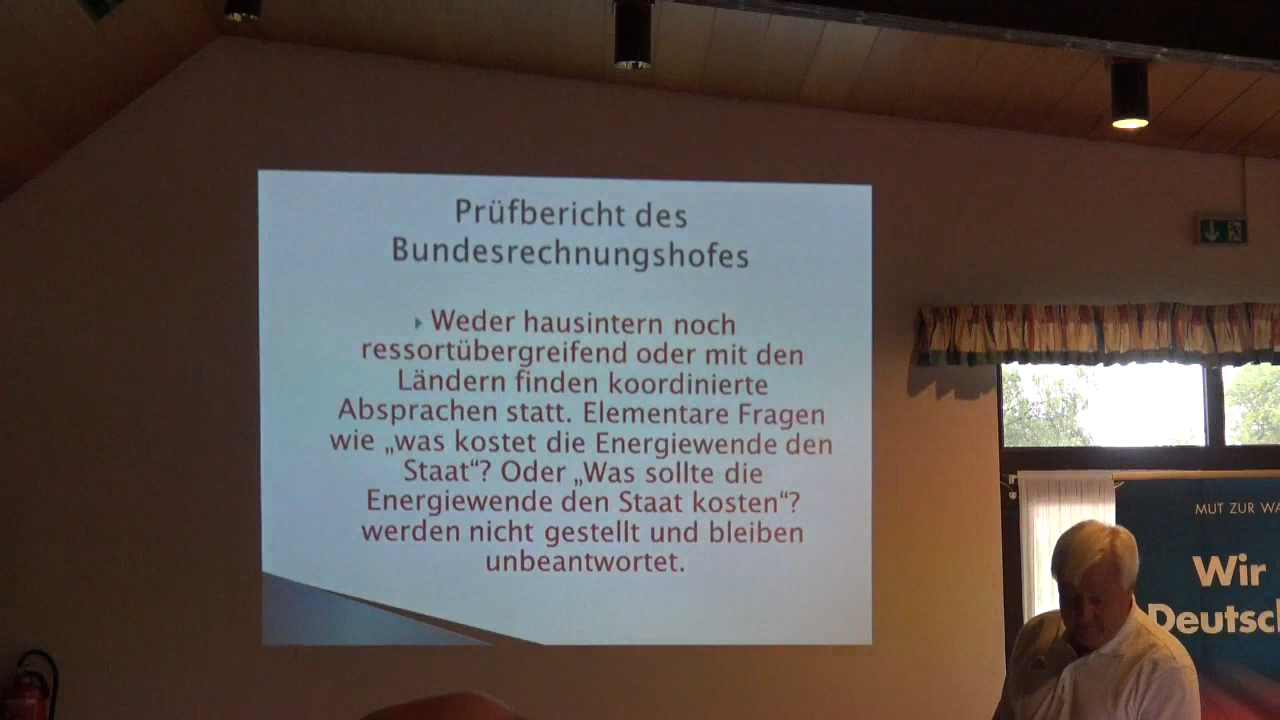 Prüfbericht des
Bundesrechnungshofes
Weder hausintern noch
ressortübergreifend oder mit den
Ländern finden koordinierte
Absprachen statt. Elementare Fragen
wie „was kostet die Energiewende den
Staat“? Oder „Was sollte die
Energiewende den Staat kosten“?
werden nicht gestellt und bleiben
unbeantwortet.
MUT ZUR WA
Wir
Deutsch